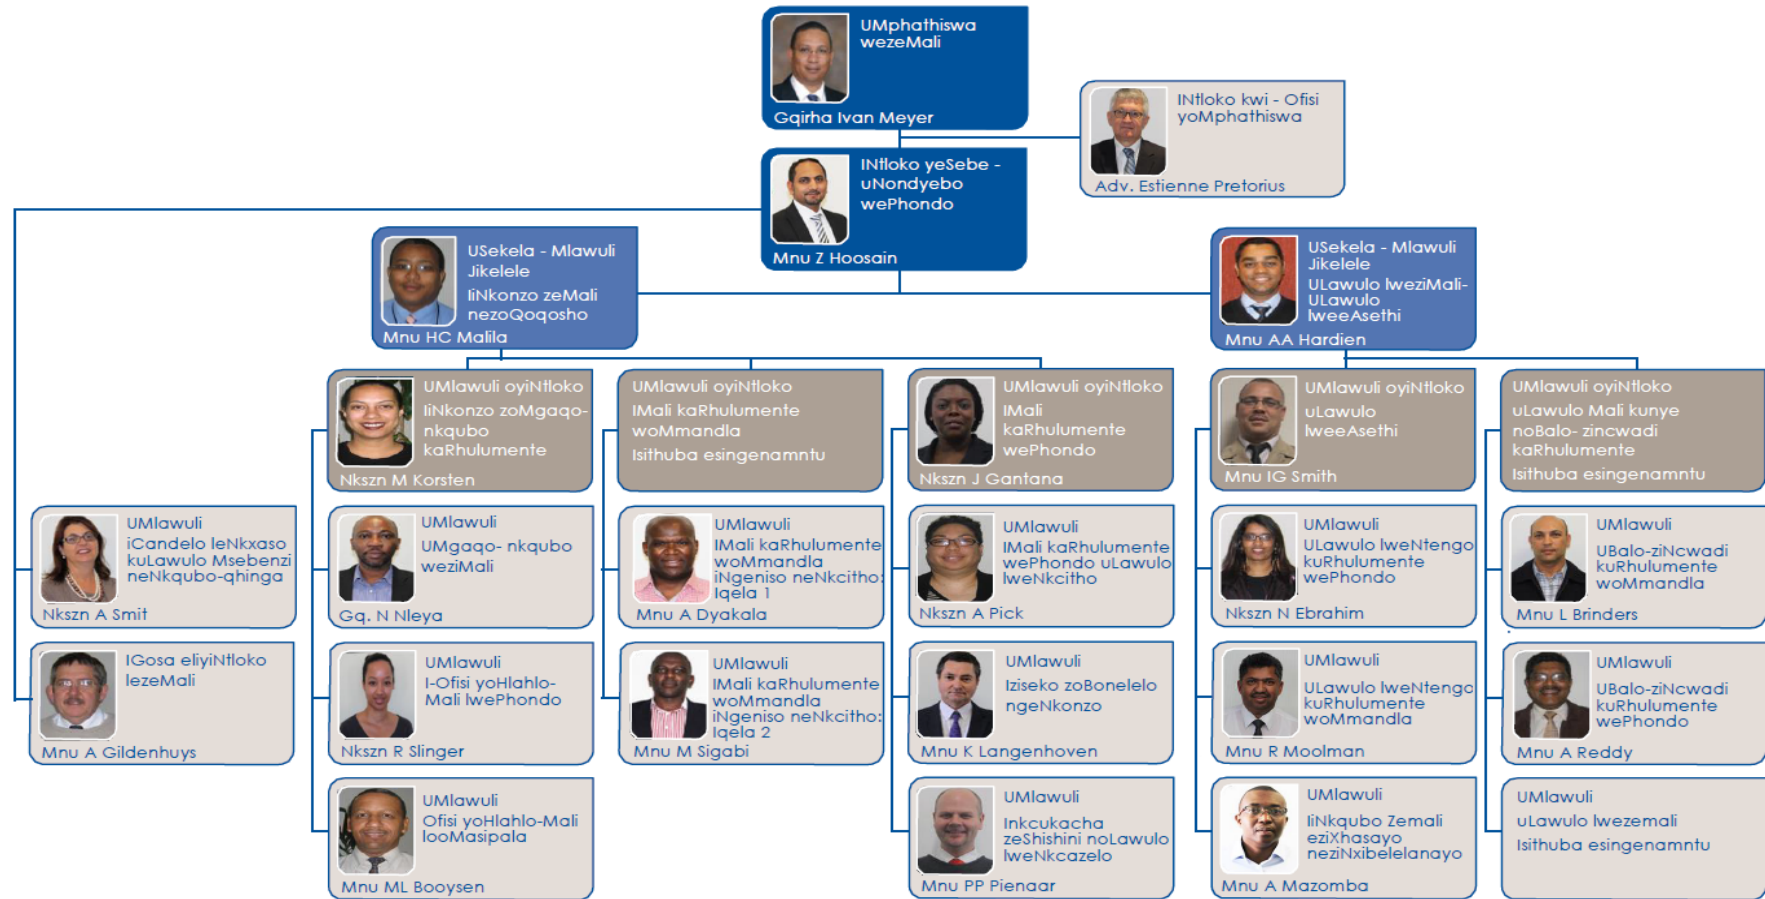 UMphathiswa
wezeMali
Gqirha Ivan Meyer
INtloko kwi - Ofisi
yoMphathiswa
Adv. Estienne Pretorius
INtloko yeSebe -
uNondyebo
wePhondo
Mnu Z Hoosain
USekela - Mlawuli
Jikelele
IiNkonzo zeMali
nezoQoqosho
Mnu HC Malila
USekela - Mlawuli
Jikelele
ULawulo lweziMali-
ULawulo
lweeAsethi
Mnu AA Hardien
UMlawuli oyiNtloko
IiNkonzo zoMgaqo-
nkqubo
kaRhulumente
Nkszn M Korsten
UMlawuli oyiNtloko
IMali kaRhulumente
woMmandla
Isithuba esingenamntu
UMlawuli oyiNtloko
IMali
kaRhulumente
wePhondo
Nkszn J Gantana
UMlawuli oyiNtloko
uLawulo
lweeAsethi
Mnu IG Smith
UMlawuli oyiNtloko
uLawulo Mali kunye
noBalo- zincwadi
kaRhulumente
Isithuba esingenamntu
UMlawuli
iCandelo leNkxaso
kuLawulo Msebenzi
neNkqubo-qhinga
Nkszn A Smit
UMlawuli
UMgaqo- nkqubo
weziMali
Gq. N Nleya
UMlawuli
IMali kaRhulumente
woMmandla
iNgeniso neNkcitho:
Iqela 1
Mnu A Dyakala
UMlawuli
IMali kaRhulumente
wePhondo uLawulo
lweNkcitho
Nkszn A Pick
UMlawuli
ULawulo lweNtengo
kuRhulumente
wePhondo
Nkszn N Ebrahim
UMlawuli
UBalo-ziNcwadi
kuRhulumente
woMmandla
Mnu L Brinders
IGosa eliyiNtloko
lezeMali
Mnu A Gildenhuys
UMlawuli
I-Ofisi yoHlahlo-
Mali lwePhondo
Nkszn R Slinger
UMlawuli
IMali kaRhulumente
woMmandla
iNgeniso neNkcitho:
Iqela 2
Mnu M Sigabi
UMlawuli
Iziseko zoBonelelo
ngeNkonzo
Mnu K Langenhoven
UMlawuli
ULawulo lweNtengo
kuRhulumente
woMmandla
Mnu R Moolman
UMlawuli
UBalo-ziNcwadi
kuRhulumente
wePhondo
Mnu A Reddy
UMlawuli
Ofisi yoHlahlo-Mali
looMasipala
Mnu ML Booysen
UMlawuli
Inkcukacha
zeShishini noLawulo
lweNkcazelo
Mnu PP Pienaar
UMlawuli
IiNkqubo Zemali
eziXhasayo
neziNxibelelanayo
Mnu A Mazomba
UMlawuli
uLawulo lwezemali
Isithuba esingenamntu